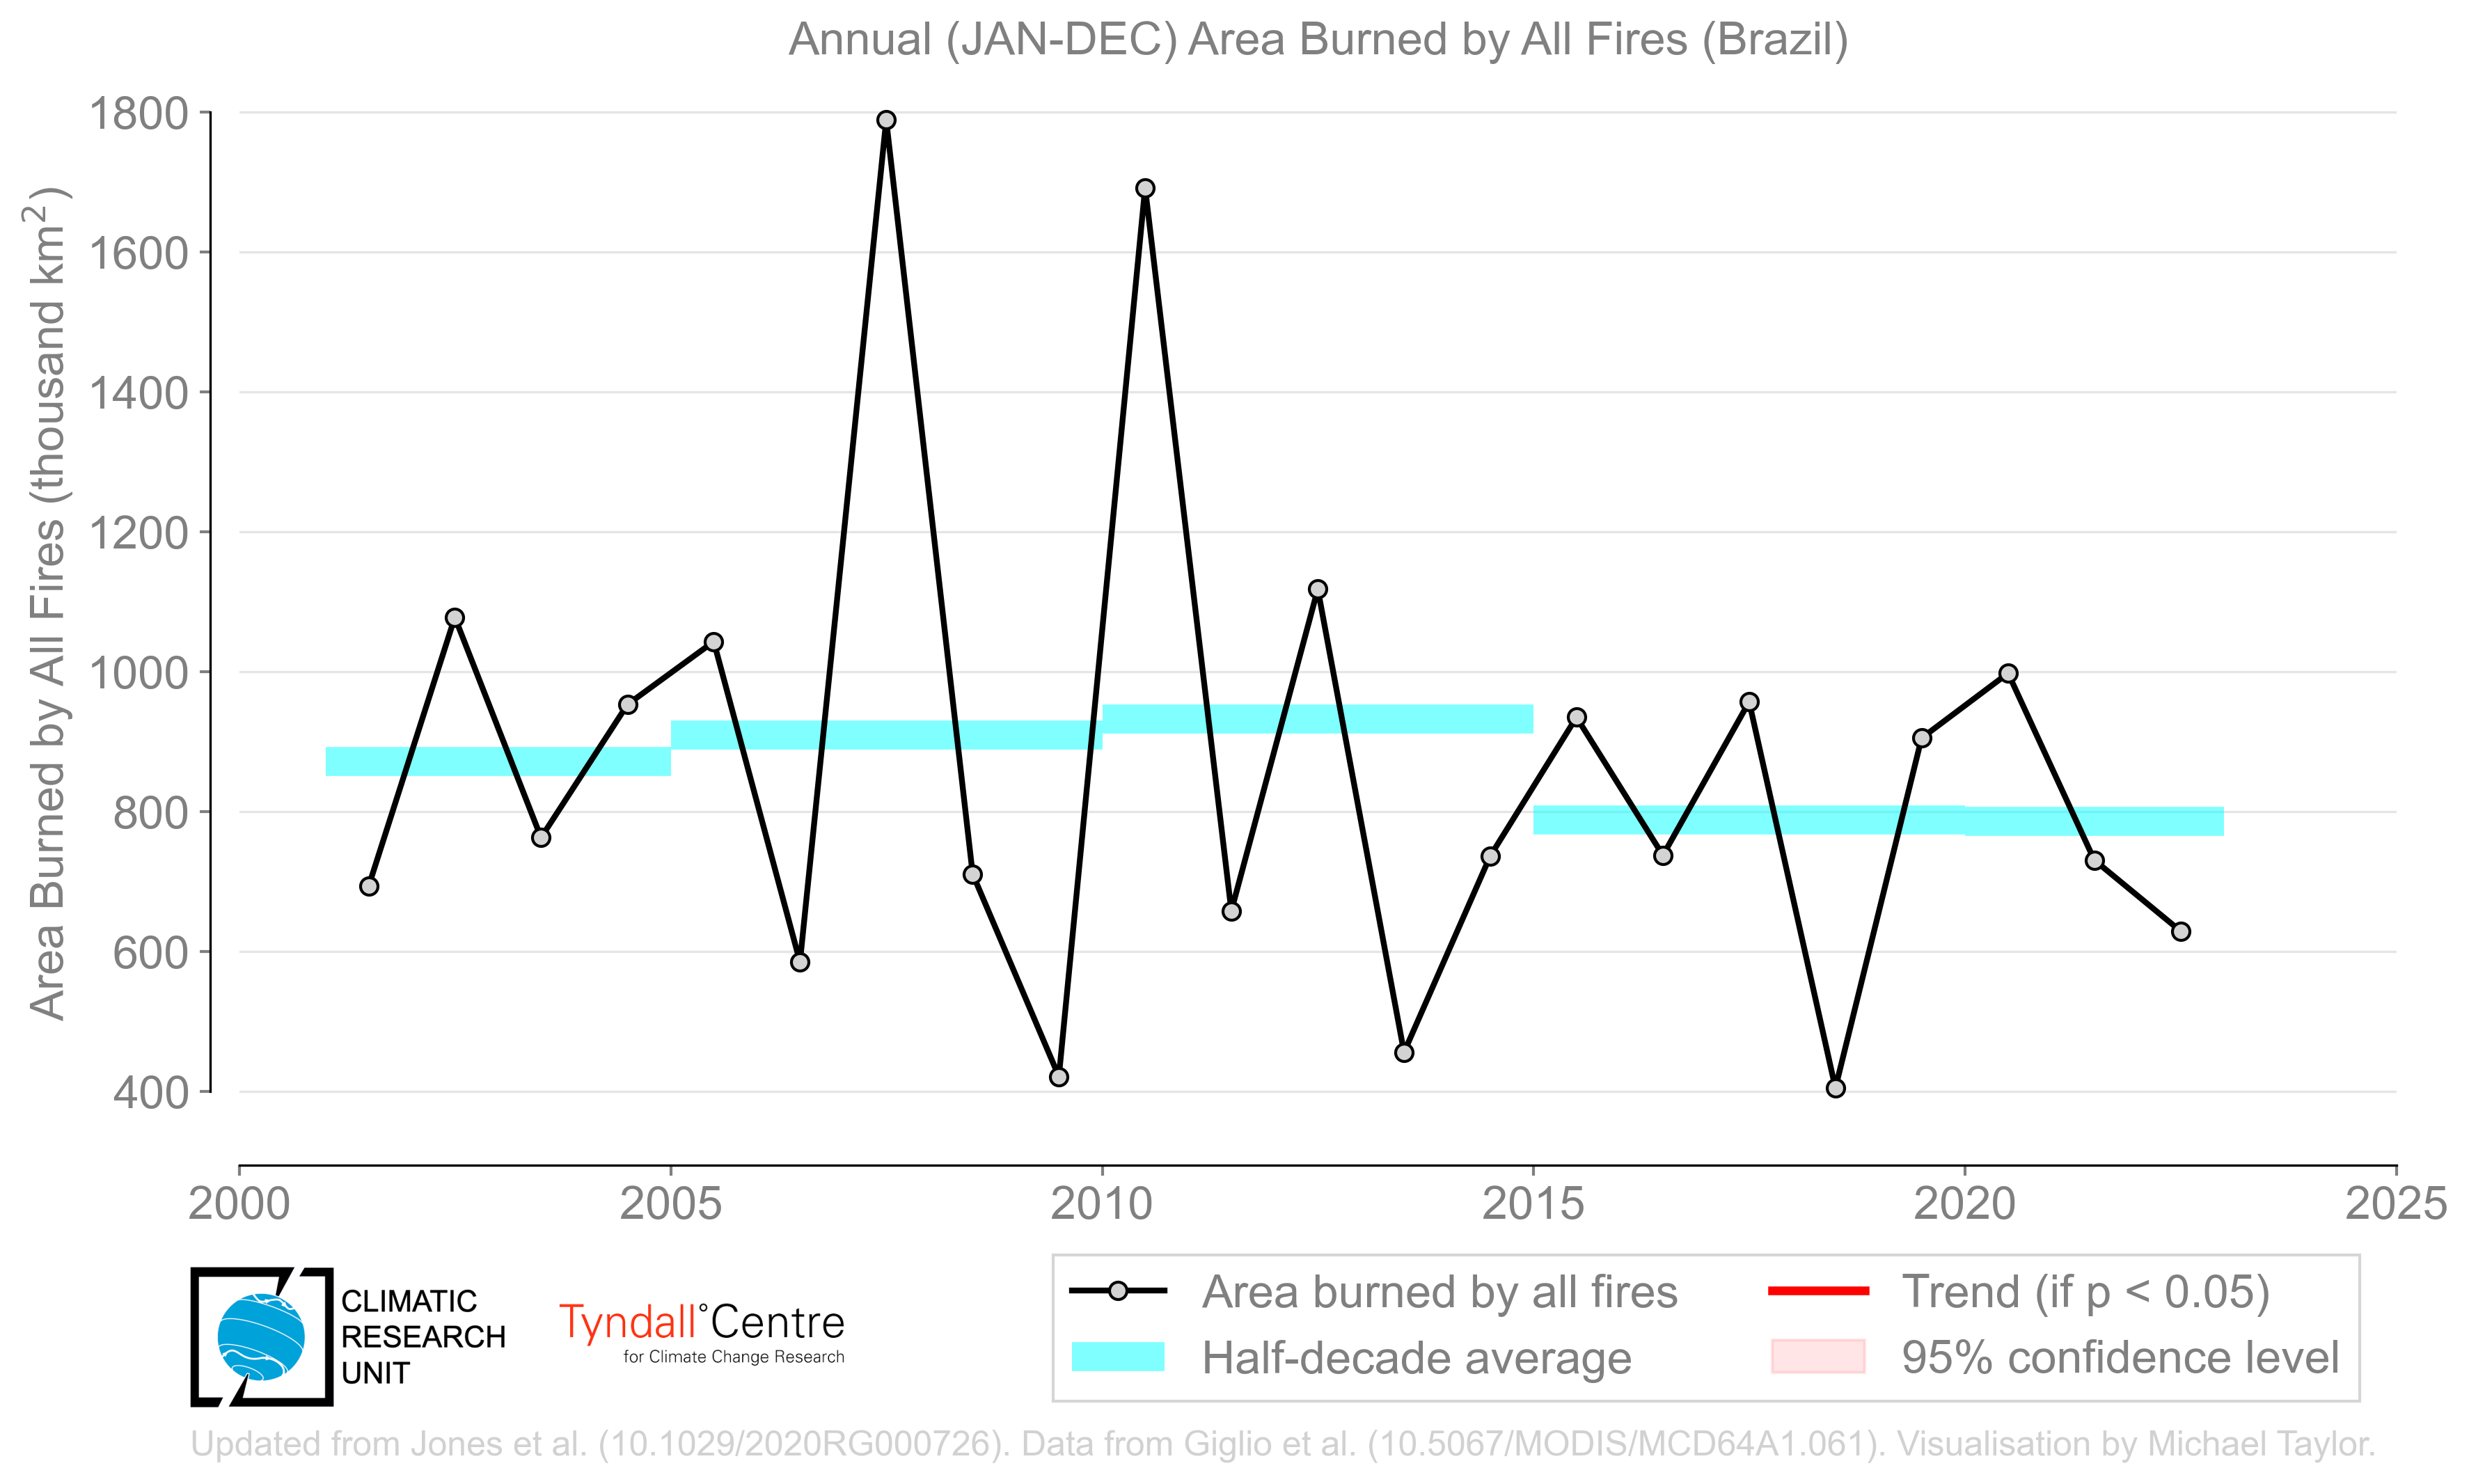 Annual (JAN-DEC) Area Burned by All Fires (Brazil)
Area Burned by All Fires (thousand km²)
1800
1600
1400
1200
1000
800
600
400
2000 2005 2010 2015 2020 2025
CLIMATIC
RESEARCH
UNIT
Tyndall°Centre
for Climate Change Research
Area burned by all fires
Half-decade average
Trend (if p < 0.05)
95% confidence level
Updated from Jones et al. (10.1029/2020RG000726). Data from Giglio et al. (10.5067/MODIS/MCD64A1.061). Visualisation by Michael Taylor.